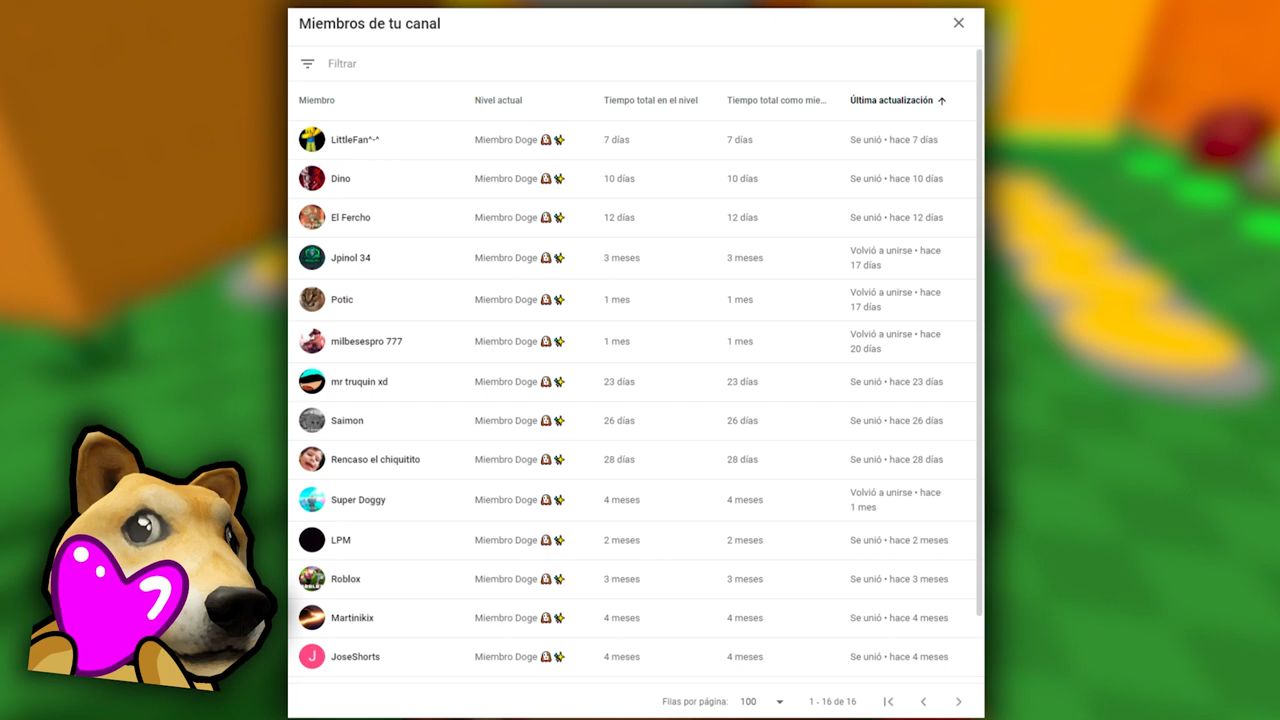 Miembros de tu canal
Filtrar
Miembro Nivel actual Tiempo total en el nivel Tiempo total como mie... Última actualización
LittleFan^-^ Miembro Doge 7 días 7 días Se unió • hace 7 días
Dino Miembro Doge 10 días 10 días Se unió • hace 10 días
El Fercho Miembro Doge 12 días 12 días Se unió • hace 12 días
Jpinol 34 Miembro Doge 3 meses 3 meses Volvió a unirse • hace
17 días
Potic Miembro Doge 1 mes 1 mes Volvió a unirse • hace
17 días
milbesespro 777 Miembro Doge 1 mes 1 mes Volvió a unirse • hace
20 días
mr truquin xd Miembro Doge 23 días 23 días Se unió • hace 23 días
Saimon Miembro Doge 26 días 26 días Se unió • hace 26 días
Rencaso el chiquitito Miembro Doge 28 días 28 días Se unió • hace 28 días
Super Doggy Miembro Doge 4 meses 4 meses Volvió a unirse • hace
1 mes
LPM Miembro Doge 2 meses 2 meses Se unió • hace 2 meses
Roblox Miembro Doge 3 meses 3 meses Se unió • hace 3 meses
Martinikix Miembro Doge 4 meses 4 meses Se unió • hace 4 meses
J JoseShorts Miembro Doge 4 meses 4 meses Se unió • hace 4 meses
Filas por página: 100 1 - 16 de 16